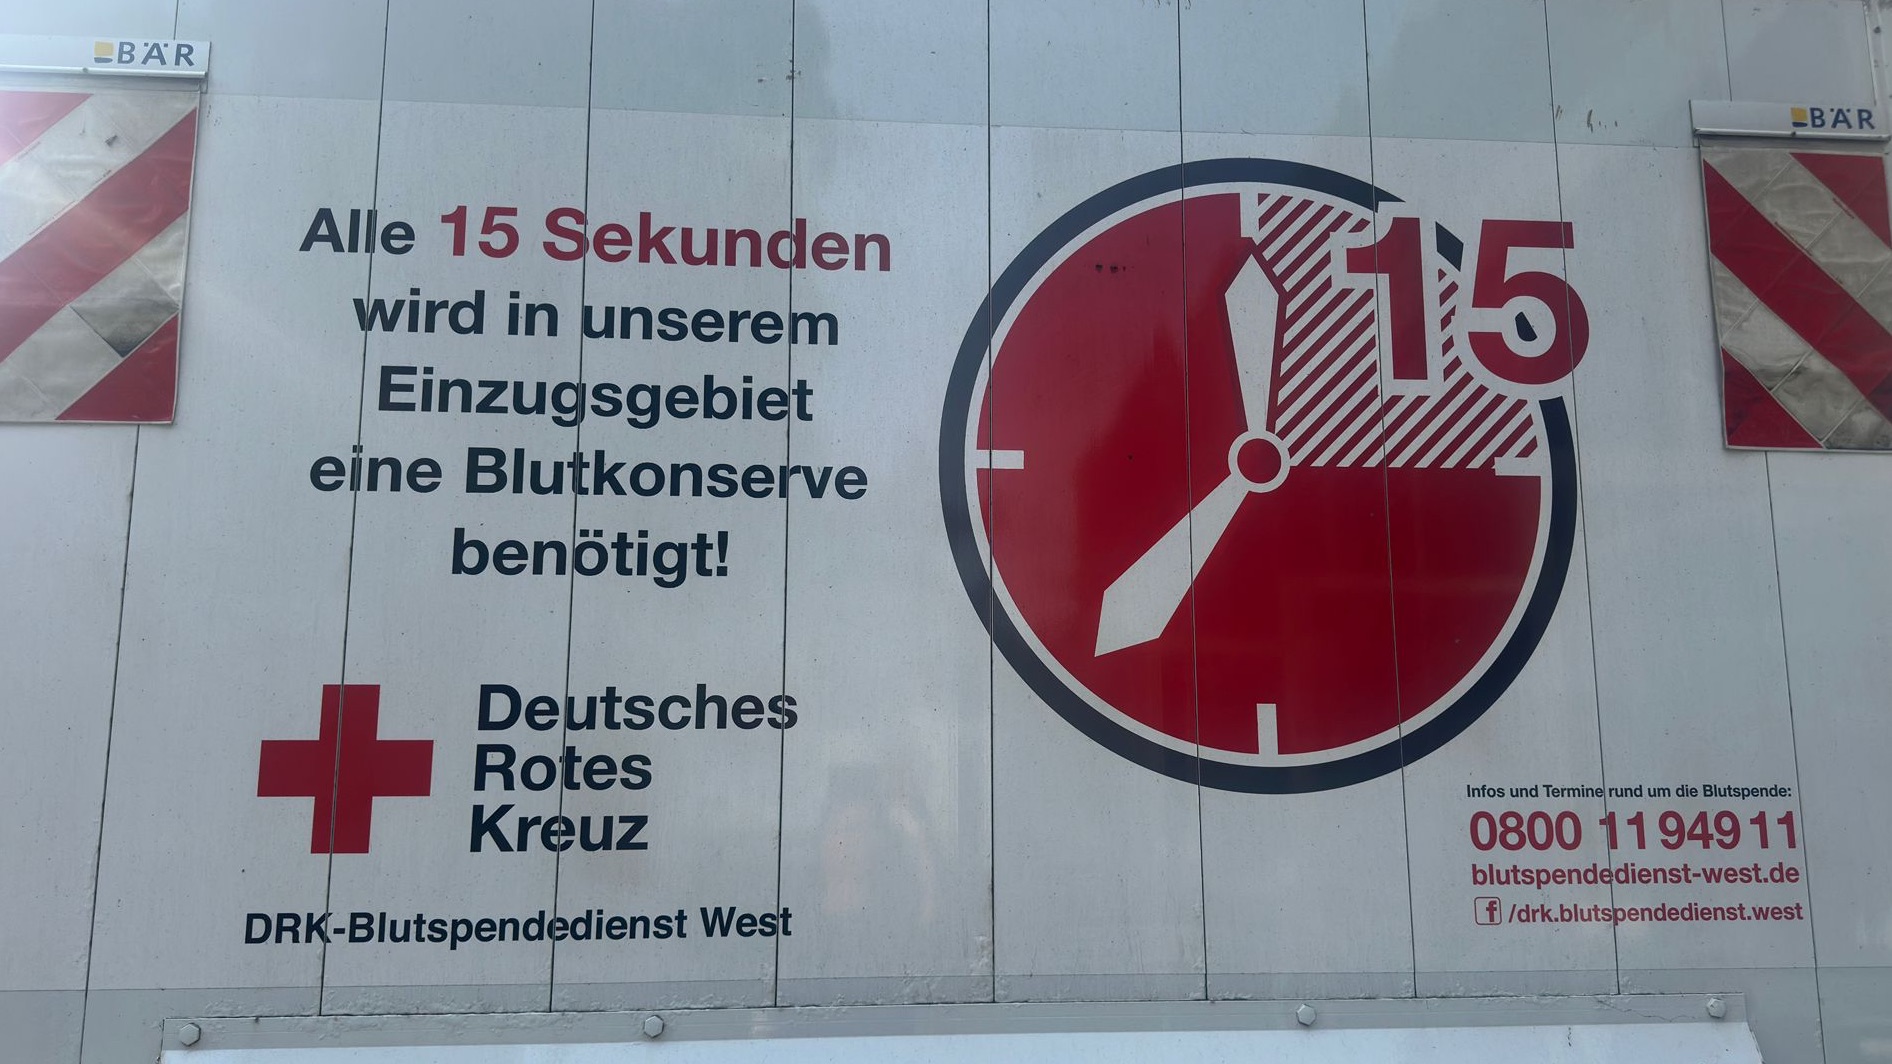 BÄR
BÄR
Alle 15 Sekunden
wird in unserem
Einzugsgebiet
eine Blutkonserve
benötigt!
15
Deutsches
Rotes
Kreuz
DRK-Blutspendedienst West
Infos und Termine rund um die Blutspende:
0800 11 949 11
blutspendedienst-west.de
f /drk.blutspendedienst.west